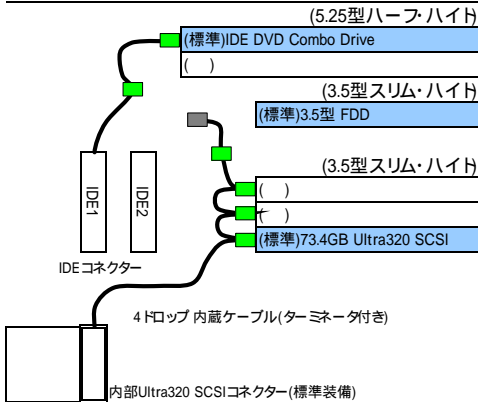 (5.25型ハーフ・ハイト)
(標準)IDE DVD Combo Drive
( )
(3.5型スリム・ハイト)
(標準)3.5型 FDD
(3.5型スリム・ハイト)
( )
( )
(標準)73.4GB Ultra320 SCSI
IDE1
IDE2
IDEコネクター
4ドロップ 内蔵ケーブル(ターミネータ付き)
内部Ultra320 SCSIコネクター(標準装備)